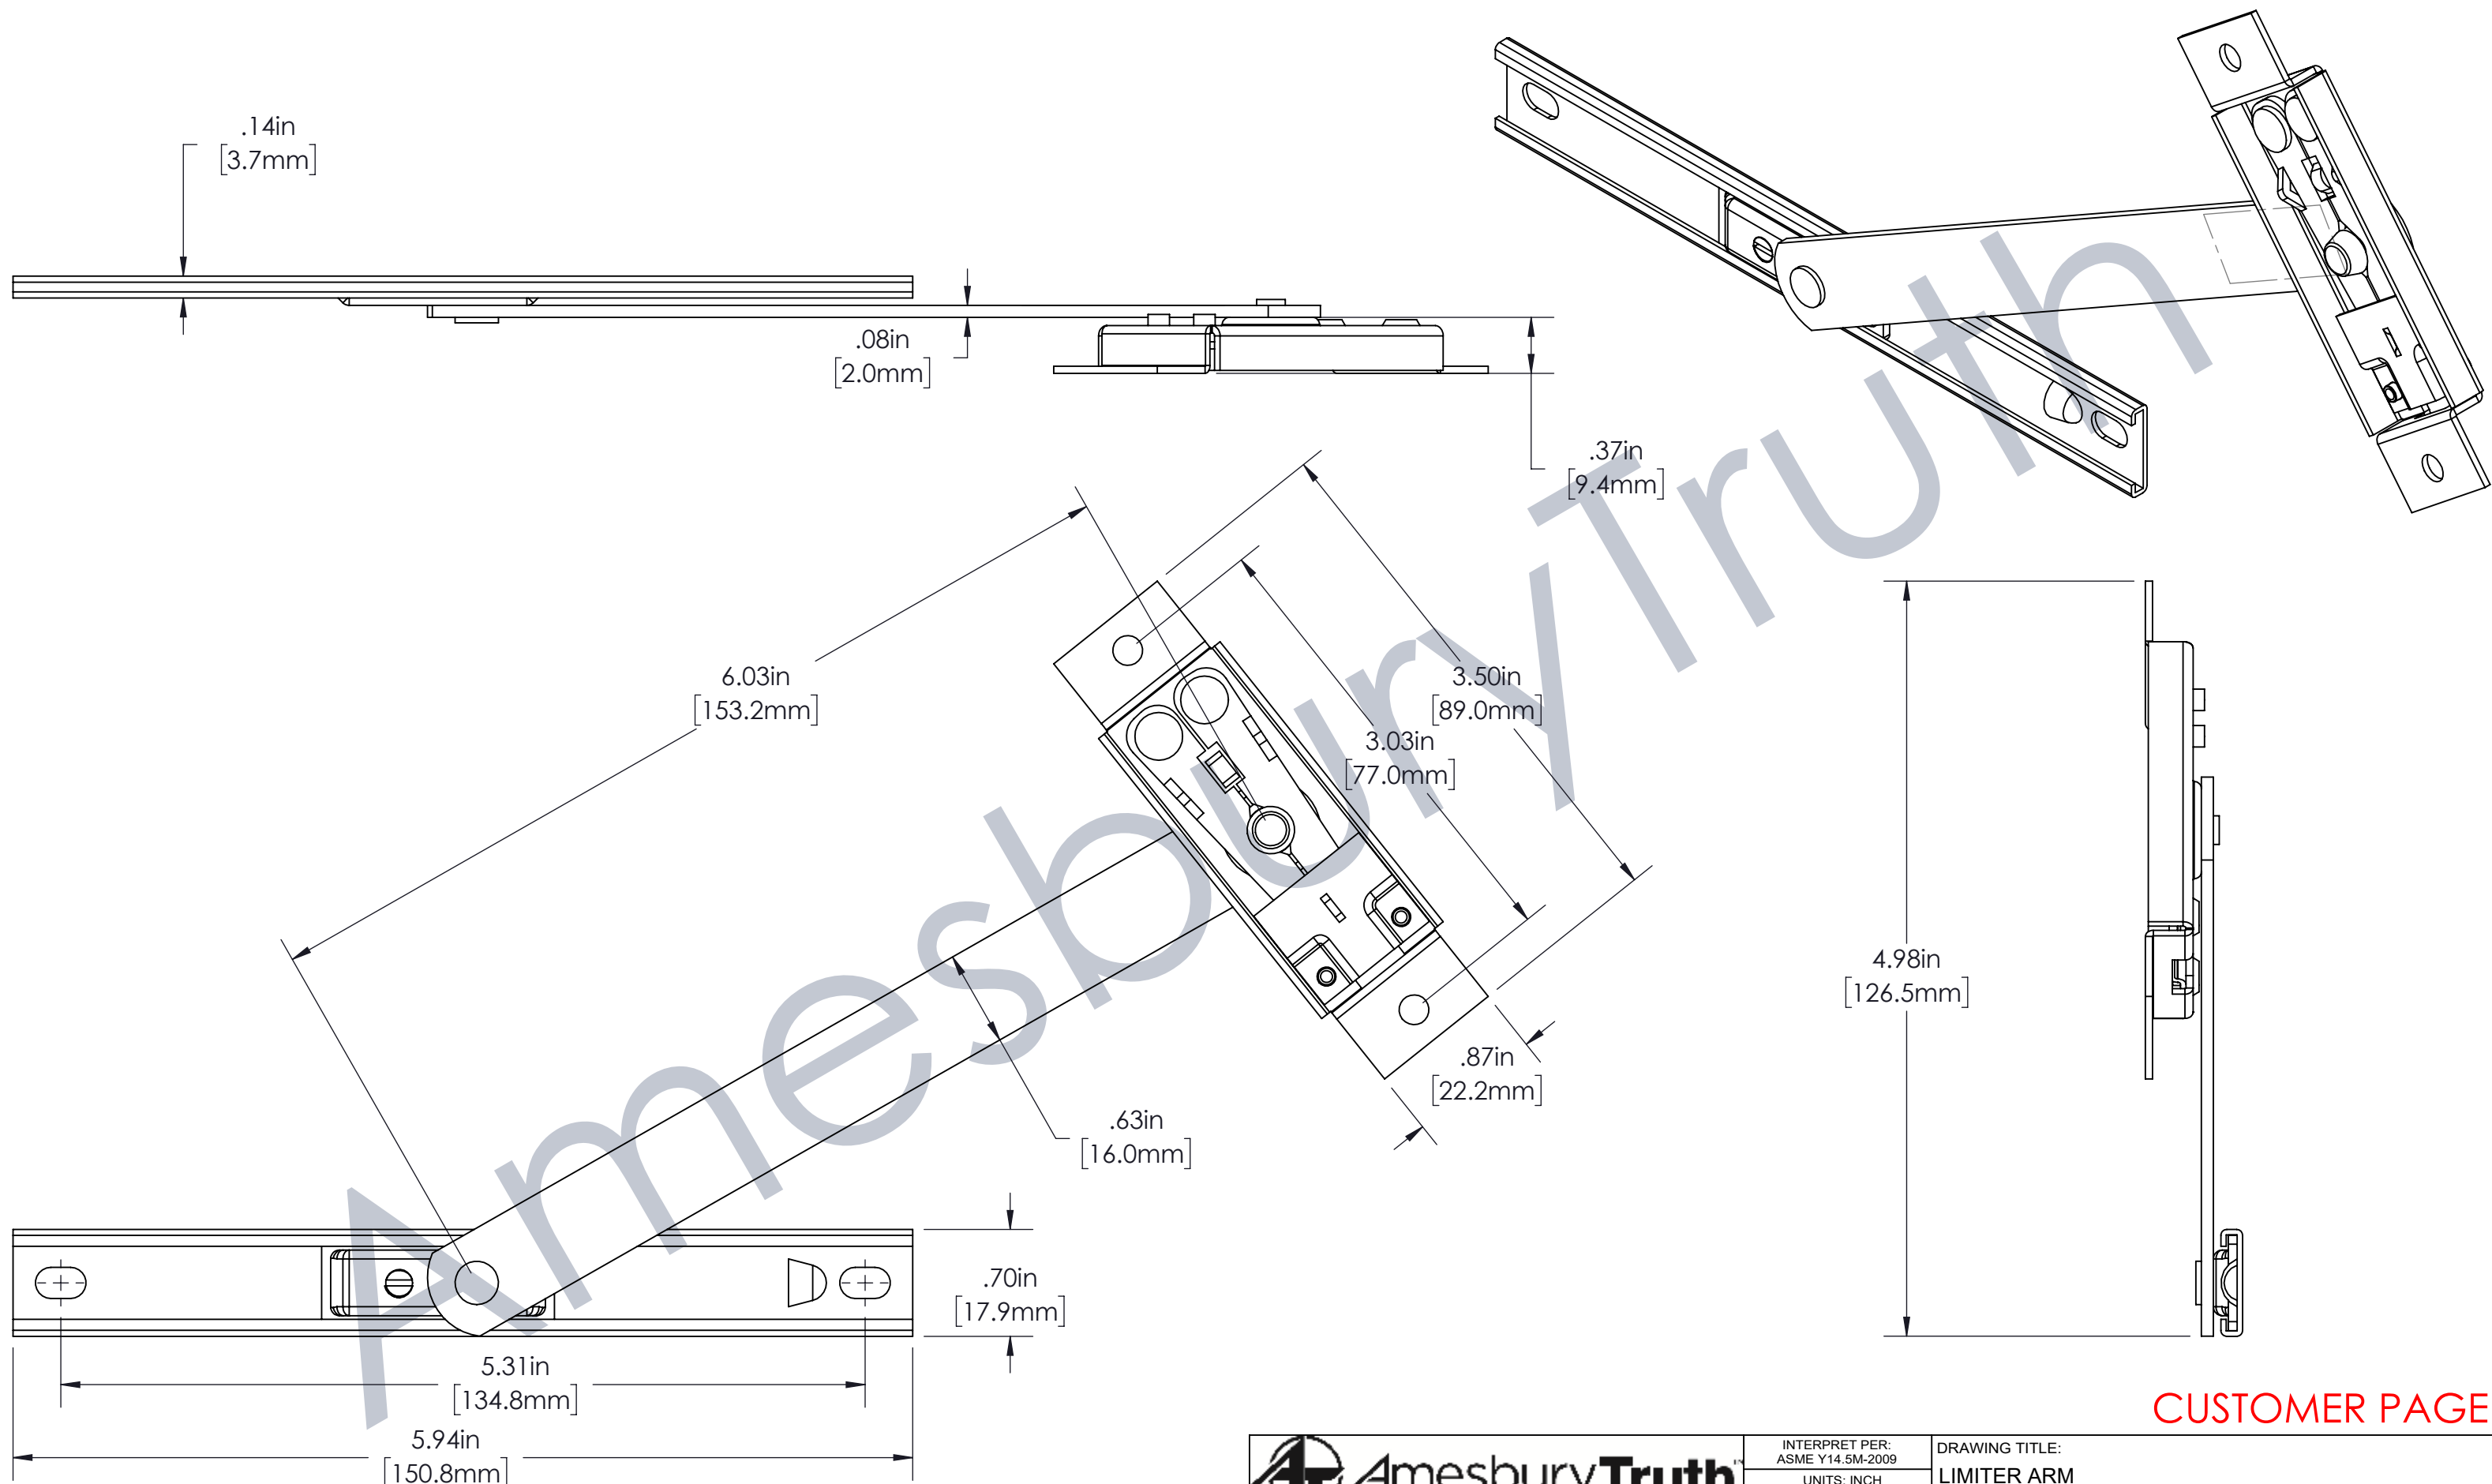 .14in
[3.7mm]
.08in
[2.0mm]
.37in
[9.4mm]
6.03in
[153.2mm]
3.50in
[89.0mm]
3.03in
[77.0mm]
4.98in
[126.5mm]
.87in
[22.2mm]
.63in
[16.0mm]
.70in
[17.9mm]
5.31in
[134.8mm]
5.94in
[150.8mm]
AmesburyTruth
CUSTOMER PAGE
AmesburyTruth
INTERPRET PER:
ASME Y14.5M-2009
UNITS: INCH
DRAWING TITLE:
LIMITER ARM